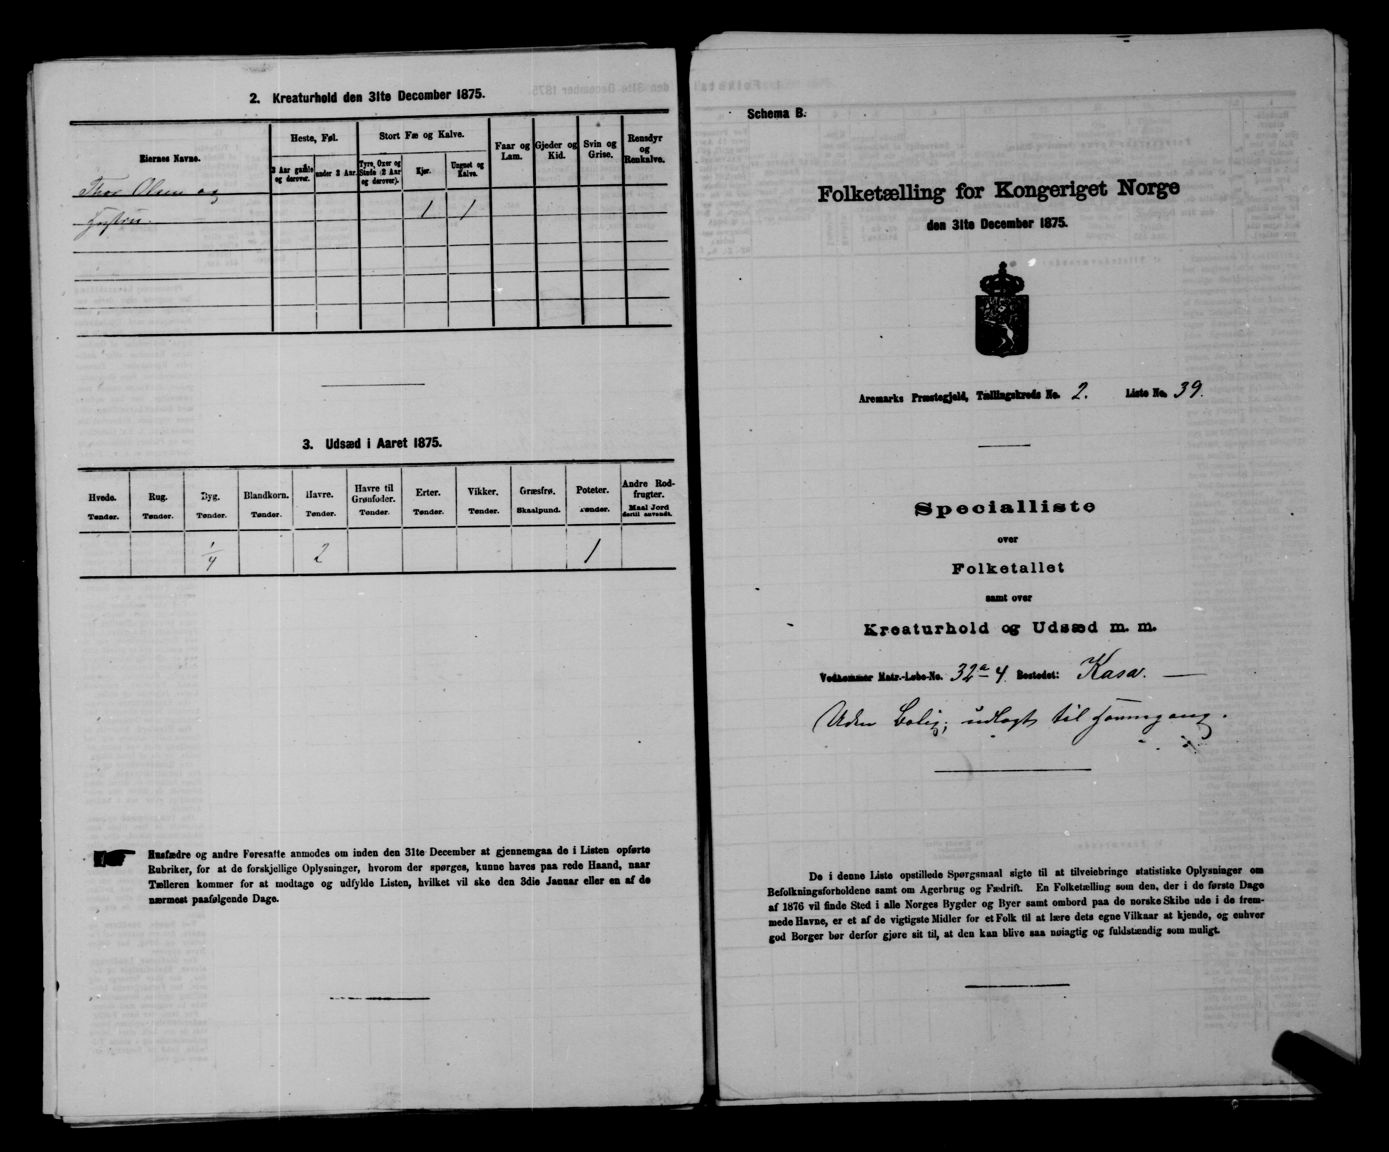 2. Kreaturhold den 31te December 1875.
Eiernes Navne.
Heste, Føl.
Stort Fæ og Kalve.
Faar og Lam.
Gjeder og Kid.
Svin og Grise.
Rensdyr og Renkalve.
3 Aar gamle og derover.
under 3 Aar.
Tyre, Oxer og Stude (2 Aar og derover).
Kjør.
Ungnøt og Kalve.
Thor Olsen og
Hustru. 1 1
3. Udsæd i Aaret 1875.
Hvede. Rug. Byg. Blandkorn. Havre. Havre til Grønfoder. Erter. Vikker. Græsfrø. Poteter. Andre Rodfrugter.
Tønder. Tønder. Tønder. Tønder. Tønder. Tønder. Tønder. Tønder. Skaalpund. Tønder. Maal Jord dertil anvendt.
1/4 2 1
Husfædre og andre Foresatte anmodes om inden den 31te December at gjennemgaa de i Listen opførte
Rubriker, for at de forskjellige Oplysninger, hvorom der spørges, kunne haves paa rede Haand, naar
Tælleren kommer for at modtage og udfylde Listen, hvilket vil ske den 3die Januar eller en af de
nærmest paafølgende Dage.
Schema B.
Folketælling for Kongeriget Norge
den 31te December 1875.
Aremarks Præstegjeld, Tællingskreds No. 2. Liste No. 39.
Specialliste
over
Folketallet
samt over
Kreaturhold og Udsæd m. m.
Vedkommer Matr.-Løbe-No. 32a 4 Bostedet: Kasa.
Uden Bolig; udlagt til Havnegang.
De i denne Liste opstillede Spørgsmaal sigte til at tilveiebringe statistiske Oplysninger om
Befolkningsforholdene samt om Agerbrug og Fædrift. En Folketælling som den, der i de første Dage
af 1876 vil finde Sted i alle Norges Bygder og Byer samt ombord paa de norske Skibe ude i de frem-
mede Havne, er et af de vigtigste Midler for et Folk til at lære dets egne Vilkaar at kjende, og enhver
god Borger bør derfor gjøre sit til, at den kan blive saa nøiagtig og fuldstændig som muligt.